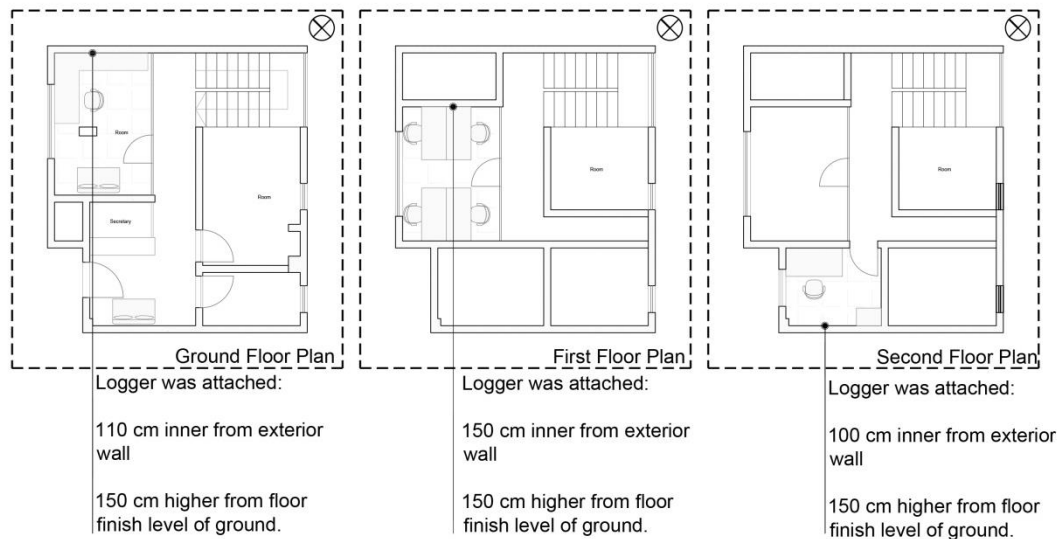 Room
Room
Secretary
Ground Floor Plan
Logger was attached:
110 cm inner from exterior
wall
150 cm higher from floor
finish level of ground.
Room
First Floor Plan
Logger was attached:
150 cm inner from exterior
wall
150 cm higher from floor
finish level of ground.
Room
Second Floor Plan
Logger was attached:
100 cm inner from exterior
wall
150 cm higher from floor
finish level of ground.